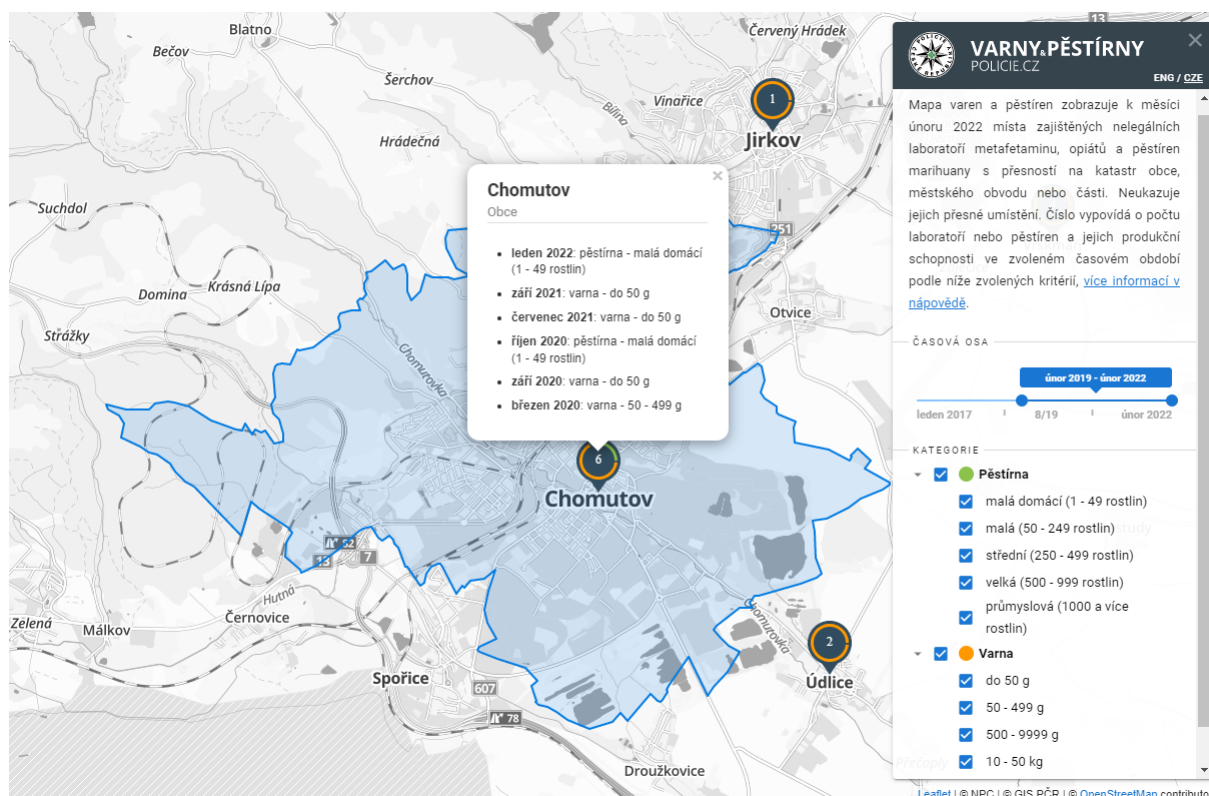 Blatno
Bečov
Červený Hrádek
13
Šerchov
Vinařice
Bílina
1
Jirkov
Hrádečná
Suchdol
251
Domina
Krásná Lípa
Otvice
Strážky
Chomutovka
Chomutov
Obce
leden 2022: pěstírna - malá domácí
(1 - 49 rostlin)
září 2021: varna - do 50 g
červenec 2021: varna - do 50 g
říjen 2020: pěstírna - malá domácí
(1 - 49 rostlin)
září 2020: varna - do 50 g
březen 2020: varna - 50 - 499 g
6
Chomutov
52
13
7
Hutná
Zelená
Málkov
Černovice
Chomutovka
2
Údlice
Spořice
607
78
Droužkovice
VARNY & PĚSTÍRNY
POLICIE.CZ
ENG / CZE
Mapa varen a pěstíren zobrazuje k měsíci
únoru 2022 místa zajištěných nelegálních
laboratoří metafetaminu, opiátů a pěstíren
marihuany s přesností na katastr obce,
městského obvodu nebo části. Neukazuje
jejich přesné umístění. Číslo vypovídá o počtu
laboratoří nebo pěstíren a jejich produkční
schopnosti ve zvoleném časovém období
podle níže zvolených kritérií, více informací v
nápovědě.
ČASOVÁ OSA
únor 2019 - únor 2022
leden 2017 8/19 únor 2022
KATEGORIE
Pěstírna
malá domácí (1 - 49 rostlin)
malá (50 - 249 rostlin)
střední (250 - 499 rostlin)
velká (500 - 999 rostlin)
průmyslová (1000 a více
rostlin)
Varna
do 50 g
50 - 499 g
500 - 9999 g
10 - 50 kg
Přečaply
Leaflet | © NPC | © GIS PČR | © OpenStreetMap contributo